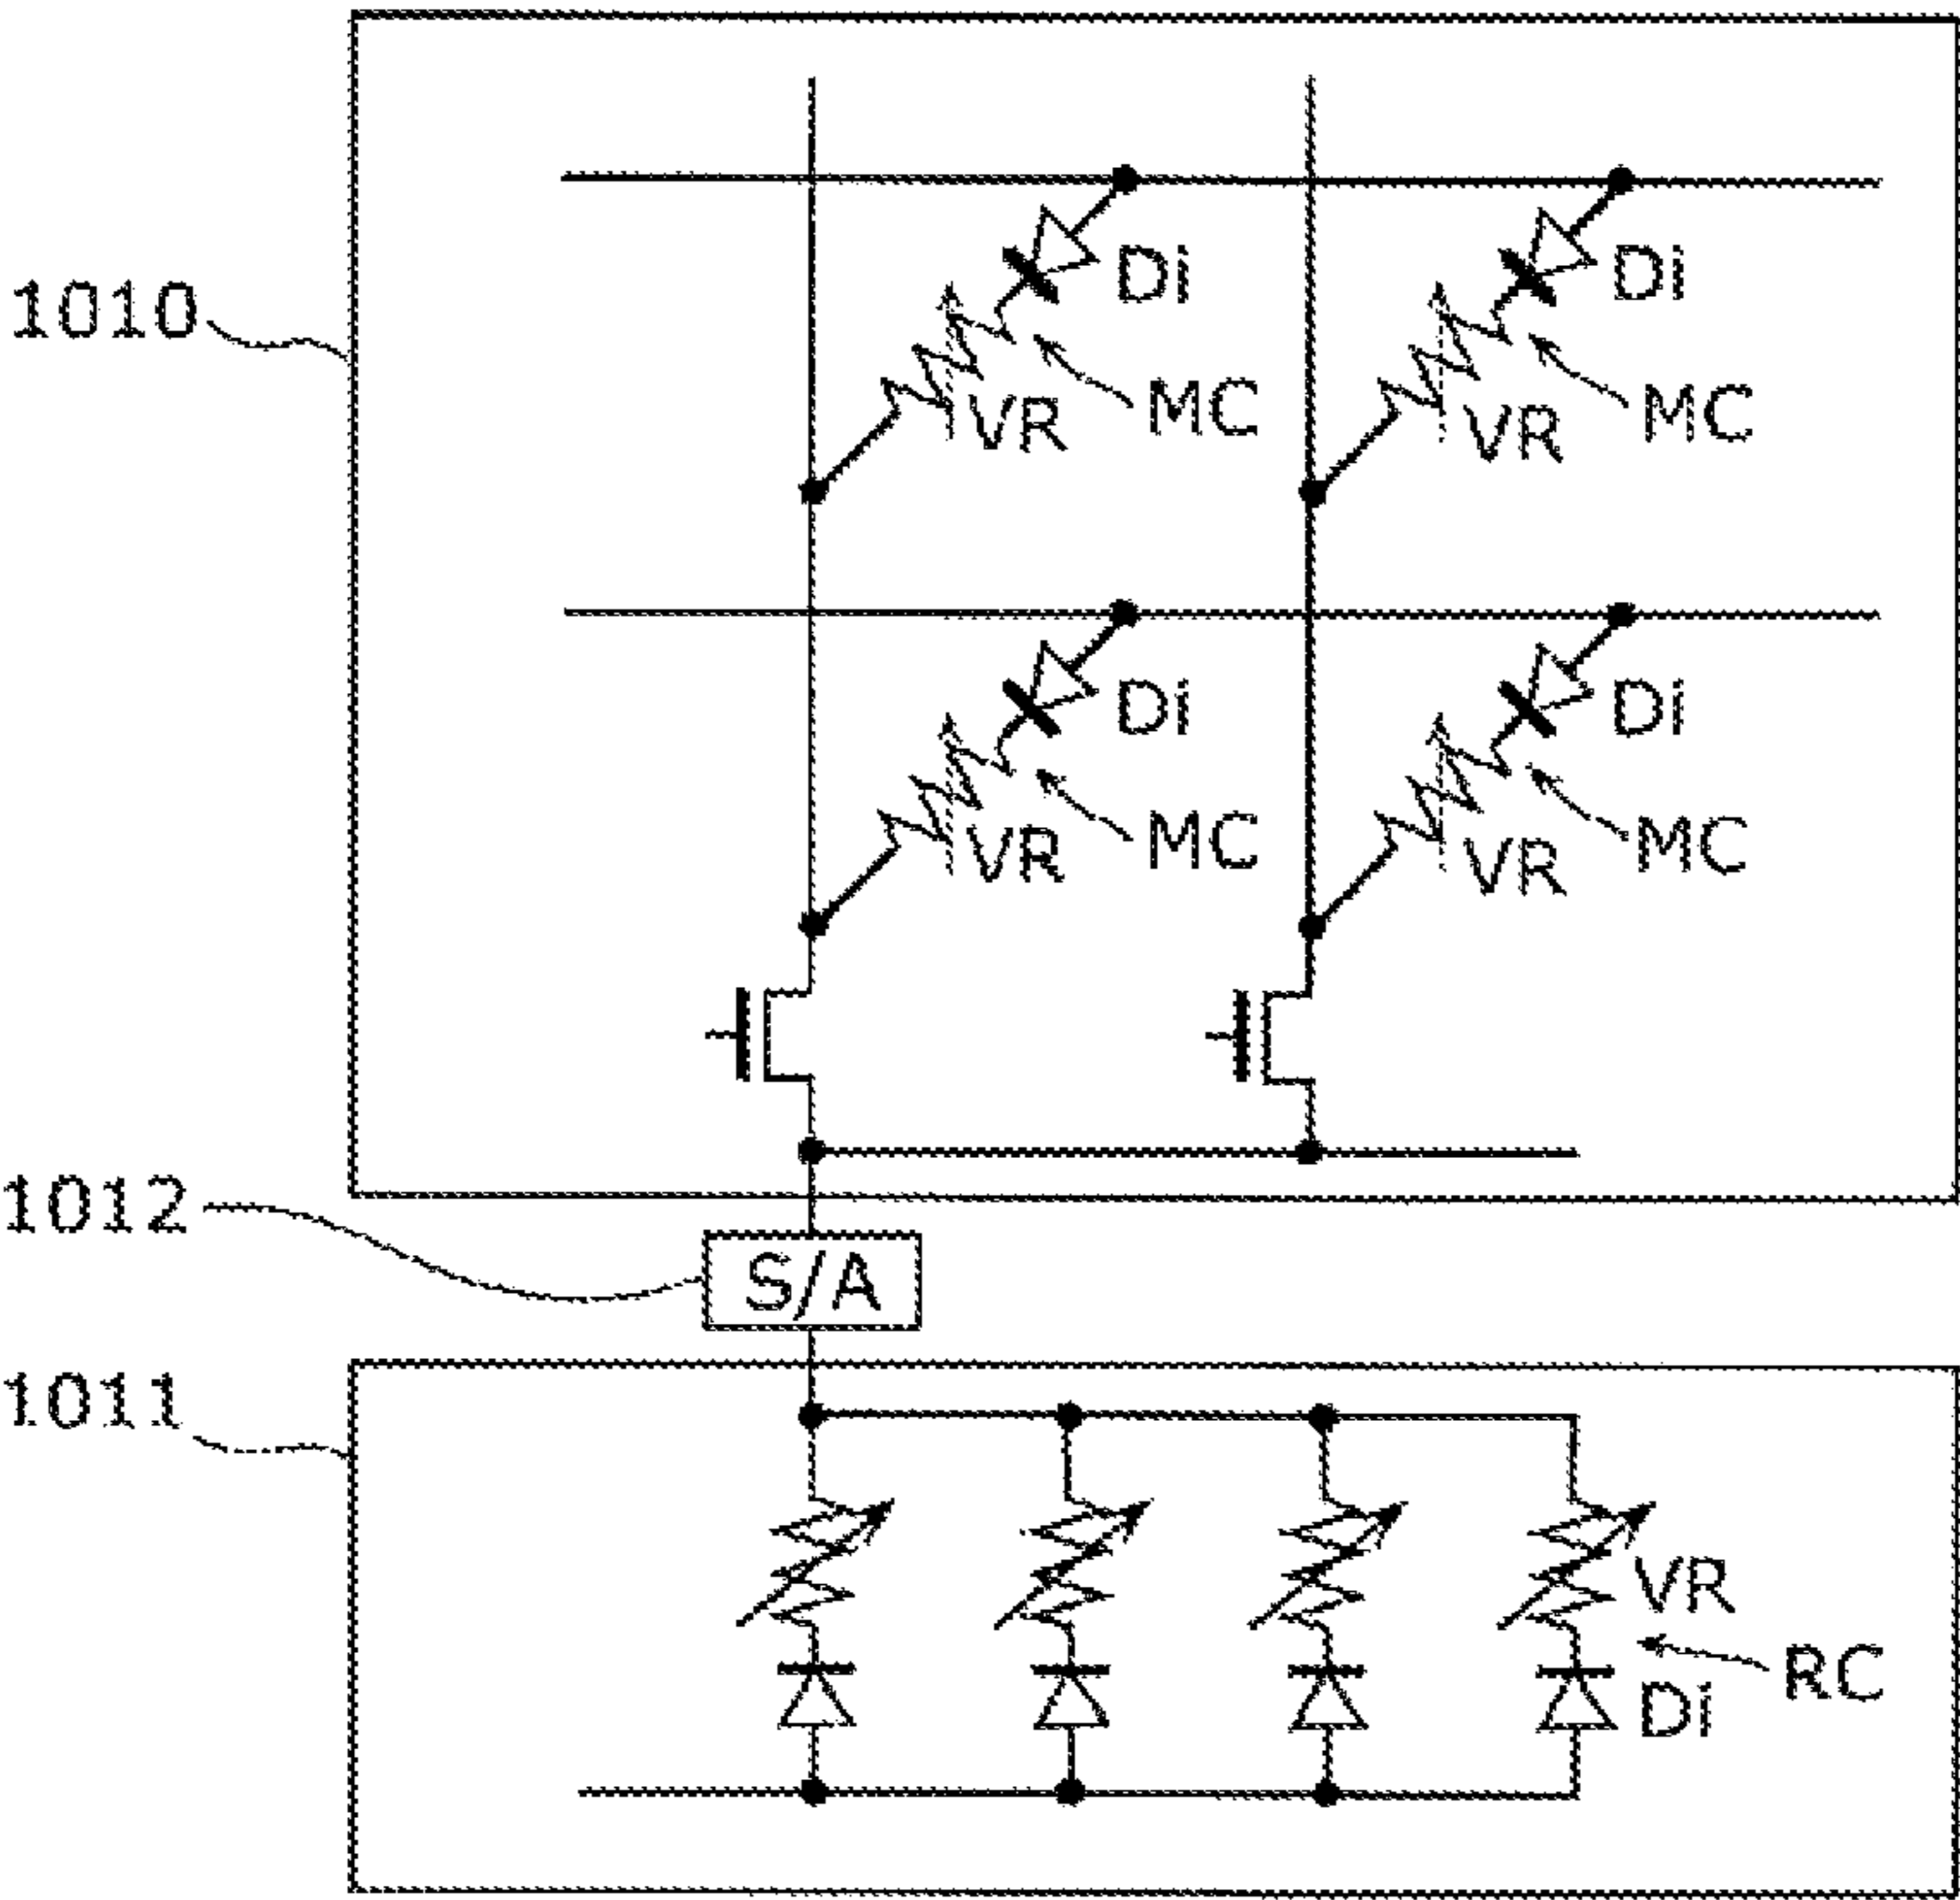 Di Di
1010
MC MC
VR VR
Di Di
MC MC
VR VR
1012
S/A
1011
VR
RC
Di